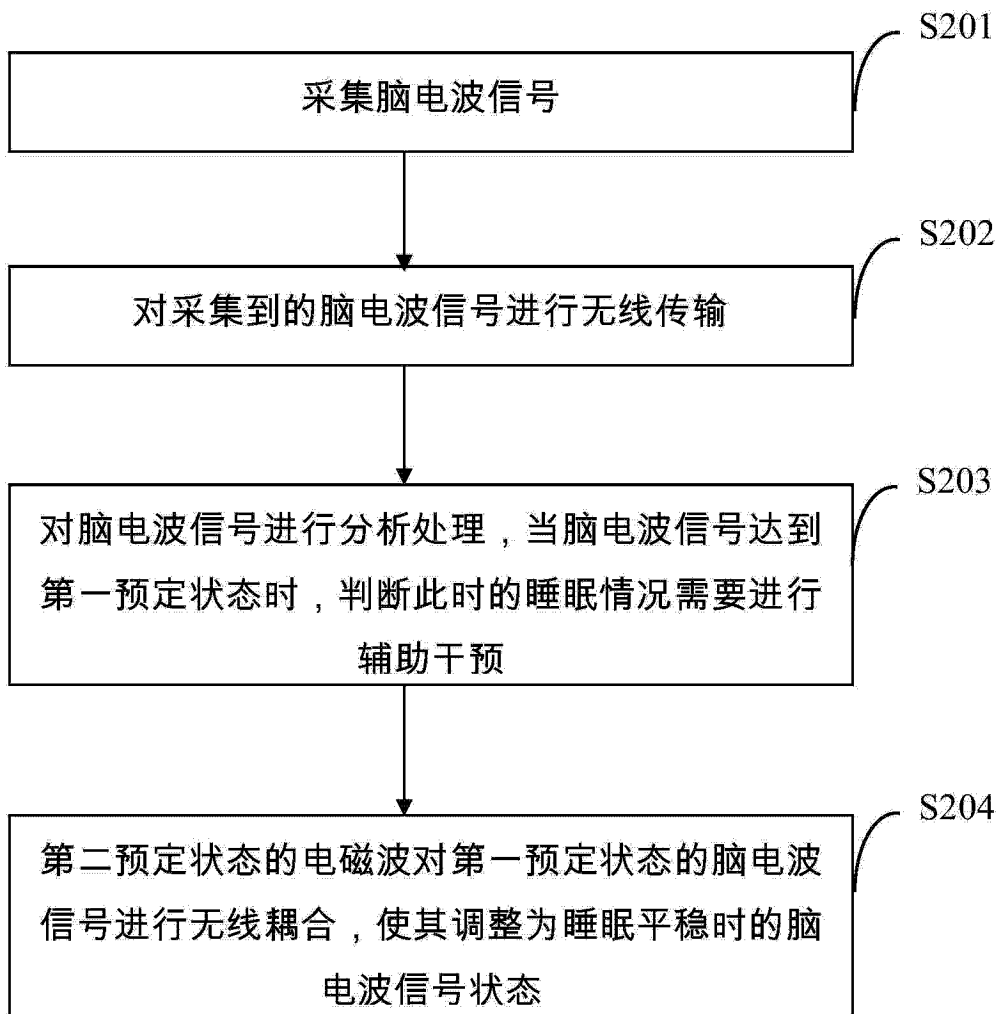 S201
采集脑电波信号
S202
对采集到的脑电波信号进行无线传输
S203
对脑电波信号进行分析处理，当脑电波信号达到
第一预定状态时，判断此时的睡眠情况需要进行
辅助干预
S204
第二预定状态的电磁波对第一预定状态的脑电波
信号进行无线耦合，使其调整为睡眠平稳时的脑
电波信号状态